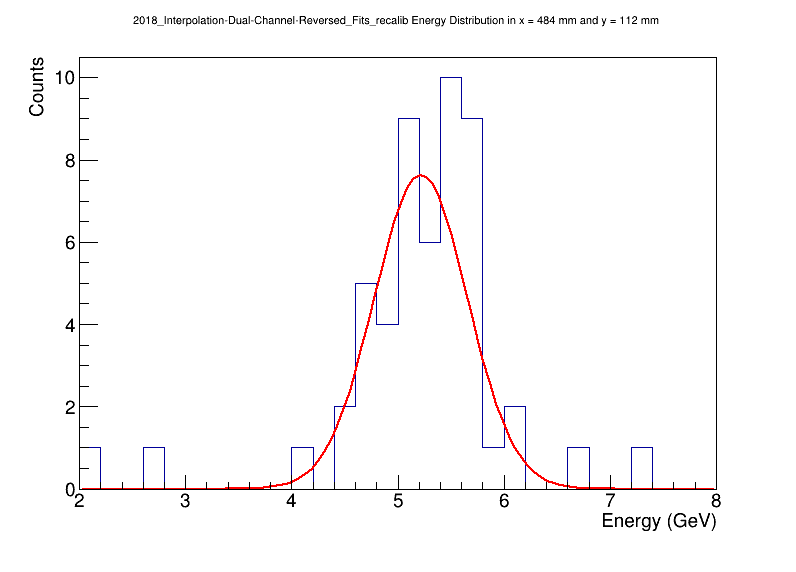 2018_Interpolation-Dual-Channel-Reversed_Fits_recalib Energy Distribution in x = 484 mm and y = 112 mm
Counts
10
8
6
4
2
0
2 3 4 5 6 7 8
Energy (GeV)